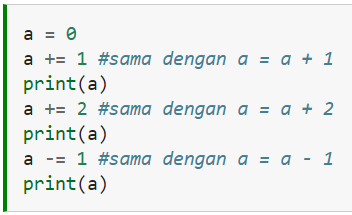 a = 0
a += 1 #sama dengan a = a + 1
print(a)
a += 2 #sama dengan a = a + 2
print(a)
a -= 1 #sama dengan a = a - 1
print(a)